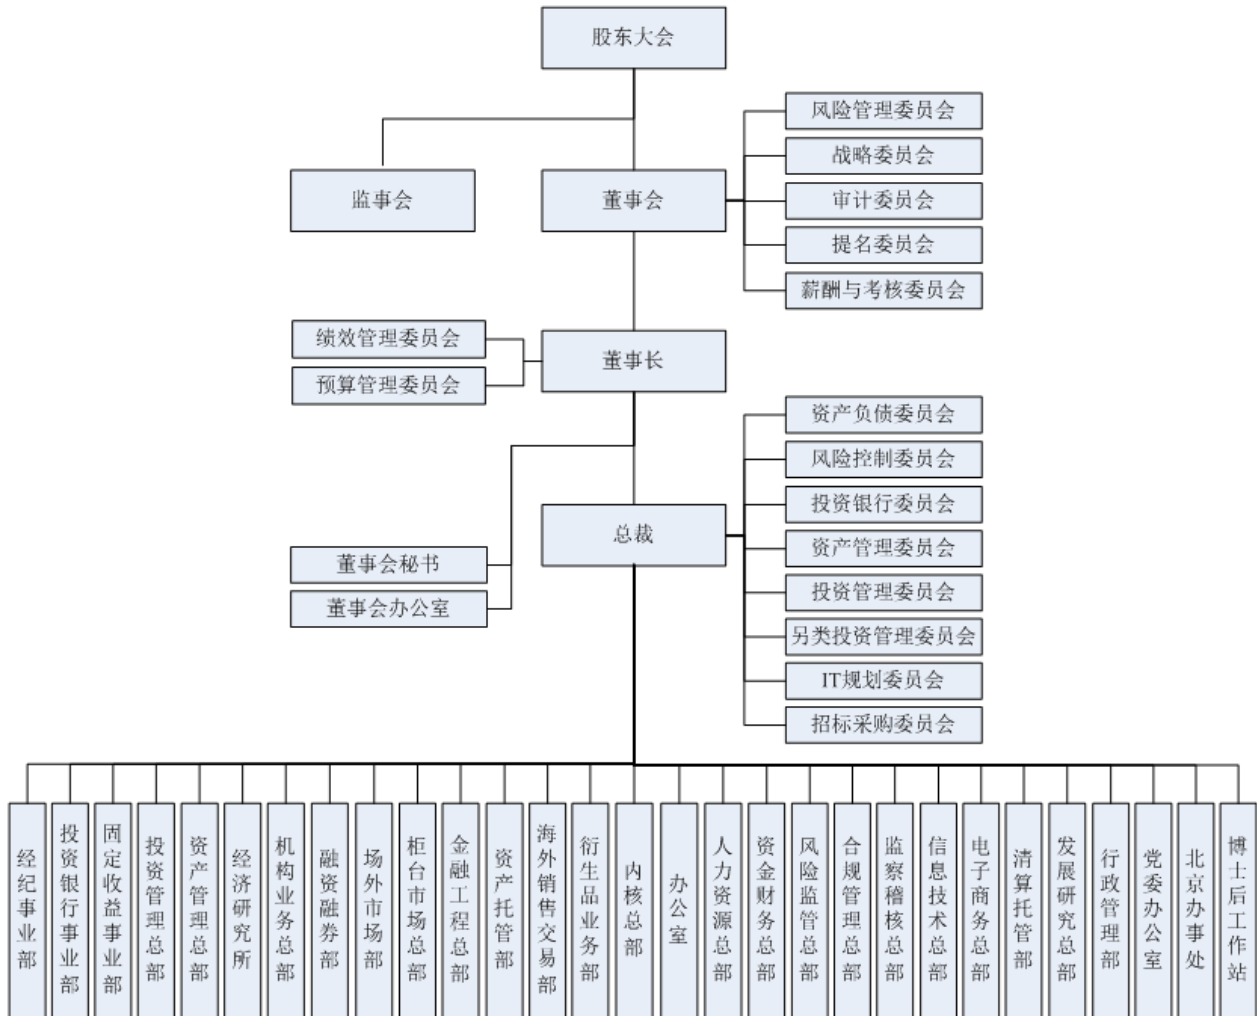 股东大会
监事会
董事会
风险管理委员会
战略委员会
审计委员会
提名委员会
薪酬与考核委员会
绩效管理委员会
预算管理委员会
董事长
董事会秘书
董事会办公室
总裁
资产负债委员会
风险控制委员会
投资银行委员会
资产管理委员会
投资管理委员会
另类投资管理委员会
IT规划委员会
招标采购委员会
经纪事业部
投资银行事业部
固定收益事业部
投资管理总部
资产管理总部
经济研究所
机构业务总部
融资融券部
场外市场场
柜台市场总部
金融工程总部
资产托管部
海外销售交易部
衍生品业务部
内核总部
办公室
人力资源总部
资金财务总部
风险监管总部
合规管理总部
监察稽核总部
信息技术总部
电子商务总部
清算托管部
发展研究总部
行政管理部
党委办公室
北京办事处
博士后工作站